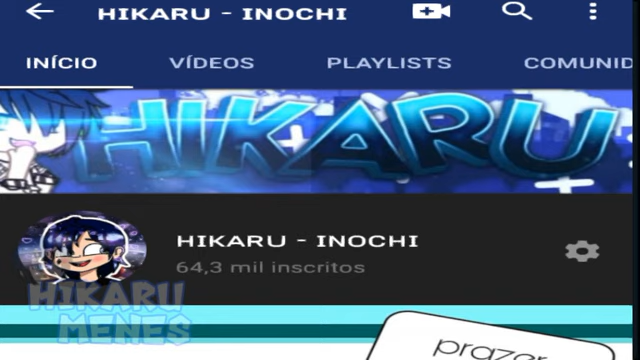 HIKARU - INOCHI
INÍCIO VÍDEOS PLAYLISTS COMUNID
HIKARU
HIKARU - INOCHI
64,3 mil inscritos
HIKARU
MENES
prazer